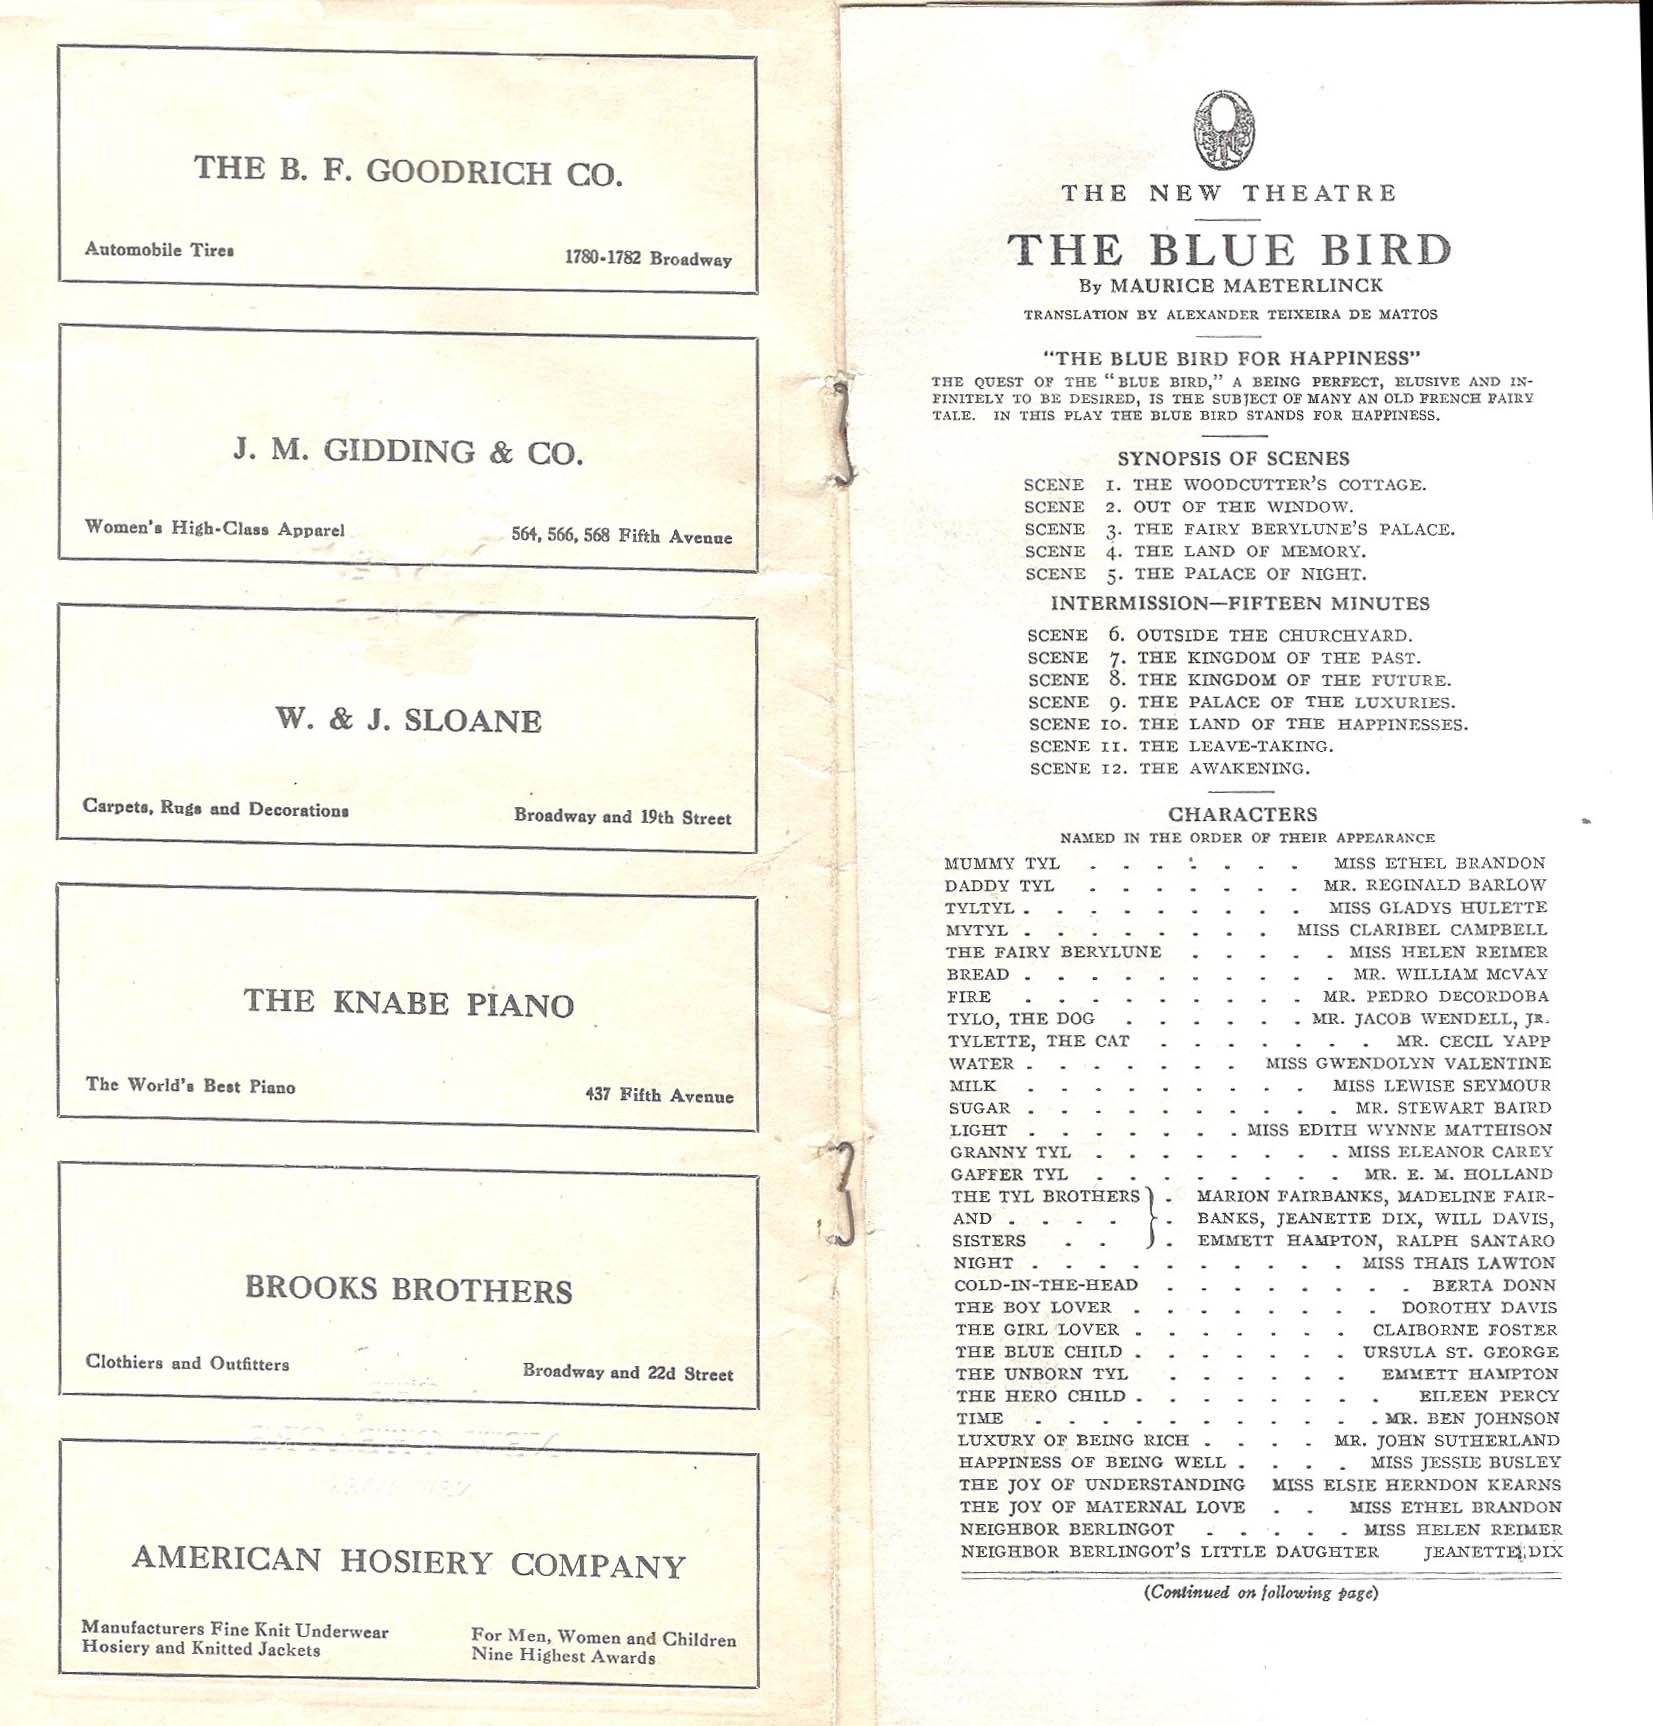 THE B. F. GOODRICH CO.
Automobile Tires 1780-1782 Broadway
J. M. GIDDING & CO.
Women's High-Class Apparel 564, 566, 568 Fifth Avenue
W. & J. SLOANE
Carpets, Rugs and Decorations Broadway and 19th Street
THE KNABE PIANO
The World's Best Piano 437 Fifth Avenue
BROOKS BROTHERS
Clothiers and Outfitters Broadway and 22d Street
AMERICAN HOSIERY COMPANY
Manufacturers Fine Knit Underwear For Men, Women and Children
Hosiery and Knitted Jackets Nine Highest Awards
THE NEW THEATRE
THE BLUE BIRD
By MAURICE MAETERLINCK
TRANSLATION BY ALEXANDER TEIXEIRA DE MATTOS
"THE BLUE BIRD FOR HAPPINESS"
THE QUEST OF THE "BLUE BIRD," A BEING PERFECT, ELUSIVE AND IN-
FINITELY TO BE DESIRED, IS THE SUBJECT OF MANY AN OLD FRENCH FAIRY
TALE. IN THIS PLAY THE BLUE BIRD STANDS FOR HAPPINESS.
SYNOPSIS OF SCENES
SCENE 1. THE WOODCUTTER'S COTTAGE.
SCENE 2. OUT OF THE WINDOW.
SCENE 3. THE FAIRY BERYLUNE'S PALACE.
SCENE 4. THE LAND OF MEMORY.
SCENE 5. THE PALACE OF NIGHT.
INTERMISSION—FIFTEEN MINUTES
SCENE 6. OUTSIDE THE CHURCHYARD.
SCENE 7. THE KINGDOM OF THE PAST.
SCENE 8. THE KINGDOM OF THE FUTURE.
SCENE 9. THE PALACE OF THE LUXURIES.
SCENE 10. THE LAND OF THE HAPPINESSES.
SCENE 11. THE LEAVE-TAKING.
SCENE 12. THE AWAKENING.
CHARACTERS
NAMED IN THE ORDER OF THEIR APPEARANCE
MUMMY TYL . . . . . . . MISS ETHEL BRANDON
DADDY TYL . . . . . . . MR. REGINALD BARLOW
TYLTYL . . . . . . . . . MISS GLADYS HULETTE
MYTYL . . . . . . . . MISS CLARIBEL CAMPBELL
THE FAIRY BERYLUNE . . . . . MISS HELEN REIMER
BREAD . . . . . . . . . . MR. WILLIAM McVAY
FIRE . . . . . . . . . MR. PEDRO DECORDOBA
TYLO, THE DOG . . . . . . MR. JACOB WENDELL, JR.
TYLETTE, THE CAT . . . . . . . MR. CECIL YAPP
WATER . . . . . . . MISS GWENDOLYN VALENTINE
MILK . . . . . . . . . MISS LEWISE SEYMOUR
SUGAR . . . . . . . . . . MR. STEWART BAIRD
LIGHT . . . . . . . MISS EDITH WYNNE MATTHISON
GRANNY TYL . . . . . . . . MISS ELEANOR CAREY
GAFFER TYL . . . . . . . . MR. E. M. HOLLAND
THE TYL BROTHERS } . MARION FAIRBANKS, MADELINE FAIR-
AND . . . . } . BANKS, JEANETTE DIX, WILL DAVIS,
SISTERS . . } . EMMETT HAMPTON, RALPH SANTARO
NIGHT . . . . . . . . . . MISS THAIS LAWTON
COLD-IN-THE-HEAD . . . . . . . . BERTA DONN
THE BOY LOVER . . . . . . . . DOROTHY DAVIS
THE GIRL LOVER . . . . . . . CLAIBORNE FOSTER
THE BLUE CHILD . . . . . . . URSULA ST. GEORGE
THE UNBORN TYL . . . . . . EMMETT HAMPTON
THE HERO CHILD . . . . . . . . EILEEN PERCY
TIME . . . . . . . . . . . MR. BEN JOHNSON
LUXURY OF BEING RICH . . . . MR. JOHN SUTHERLAND
HAPPINESS OF BEING WELL . . . . MISS JESSIE BUSLEY
THE JOY OF UNDERSTANDING MISS ELSIE HERNDON KEARNS
THE JOY OF MATERNAL LOVE . . MISS ETHEL BRANDON
NEIGHBOR BERLINGOT . . . . . MISS HELEN REIMER
NEIGHBOR BERLINGOT'S LITTLE DAUGHTER JEANETTE DIX
(Continued on following page)